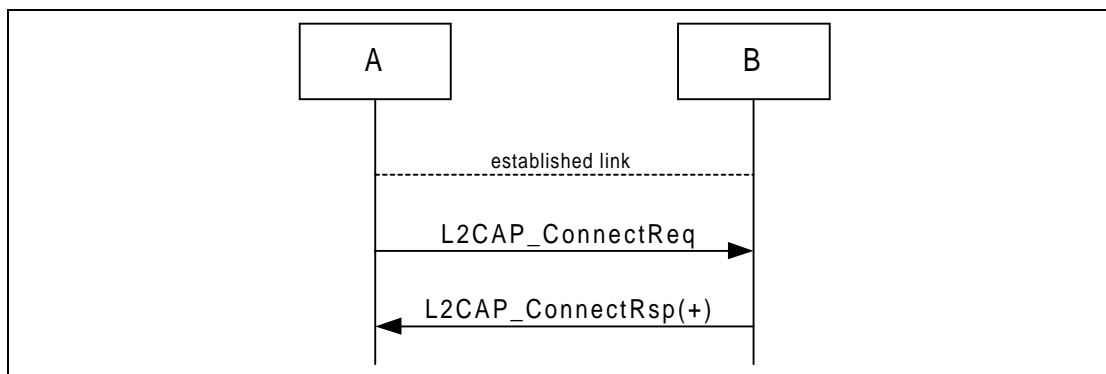 A
B
established link
L2CAP_ConnectReq
L2CAP_ConnectRsp(+)